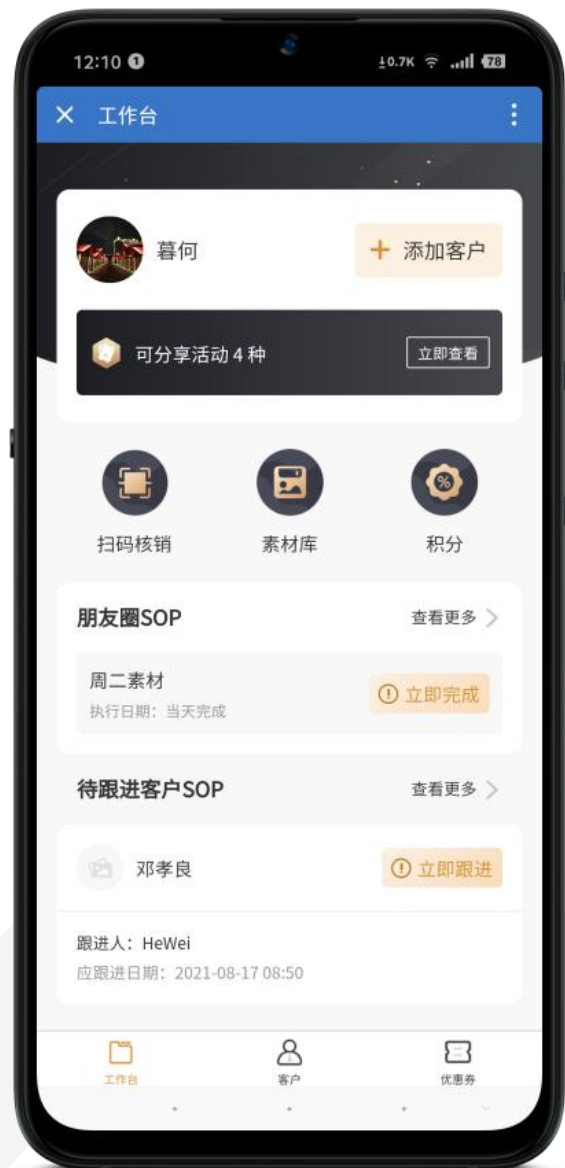 12:10 1
0.7K 78
工作台
暮何
添加客户
可分享活动 4 种
立即查看
扫码核销 素材库 积分
朋友圈SOP 查看更多
周二素材
执行日期：当天完成
立即完成
待跟进客户SOP 查看更多
邓孝良
立即跟进
跟进人：HeWei
应跟进日期：2021-08-17 08:50
工作台 客户 优惠券